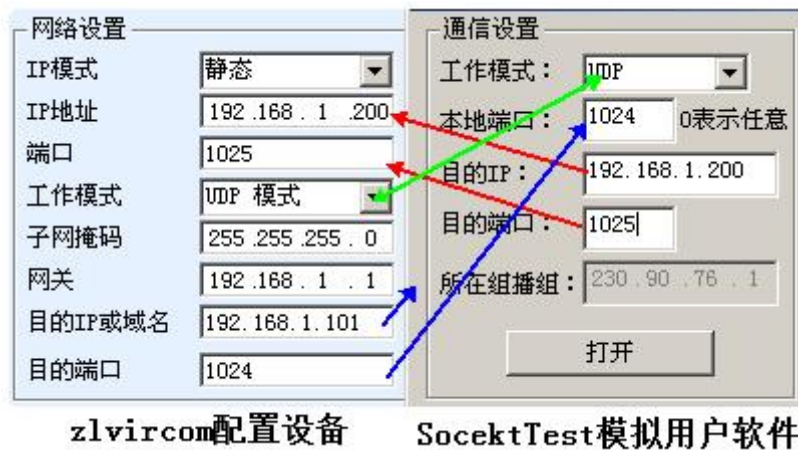 网络设置
IP模式 静态
IP地址 192 .168 . 1 .200
端口 1025
工作模式 UDP 模式
子网掩码 255 .255 .255 . 0
网关 192 .168 . 1 . 1
目的IP或域名 192.168.1.101
目的端口 1024
zlvircom配置设备
通信设置
工作模式： UDP
本地端口： 1024 0表示任意
目的IP： 192.168.1.200
目的端口： 1025
所在组播组： 230 .90 .76 . 1
打开
SocektTest模拟用户软件